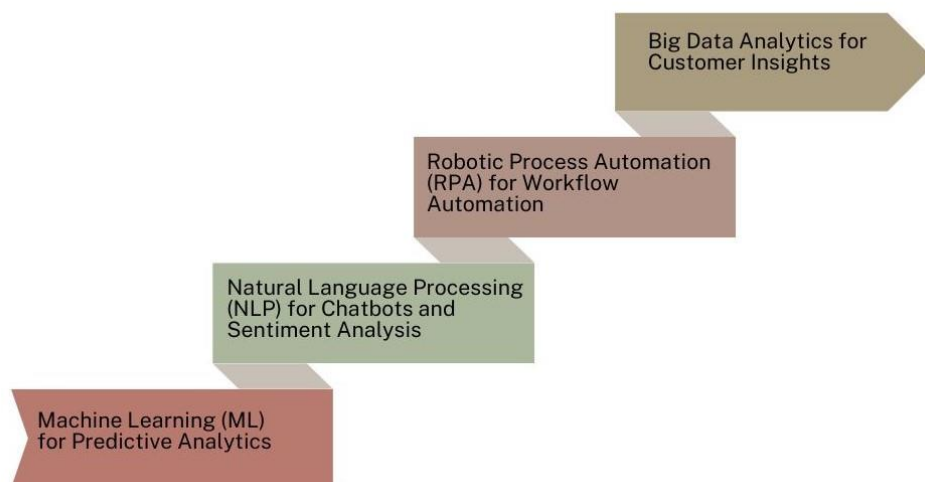 Big Data Analytics for
Customer Insights
Robotic Process Automation
(RPA) for Workflow
Automation
Natural Language Processing
(NLP) for Chatbots and
Sentiment Analysis
Machine Learning (ML)
for Predictive Analytics